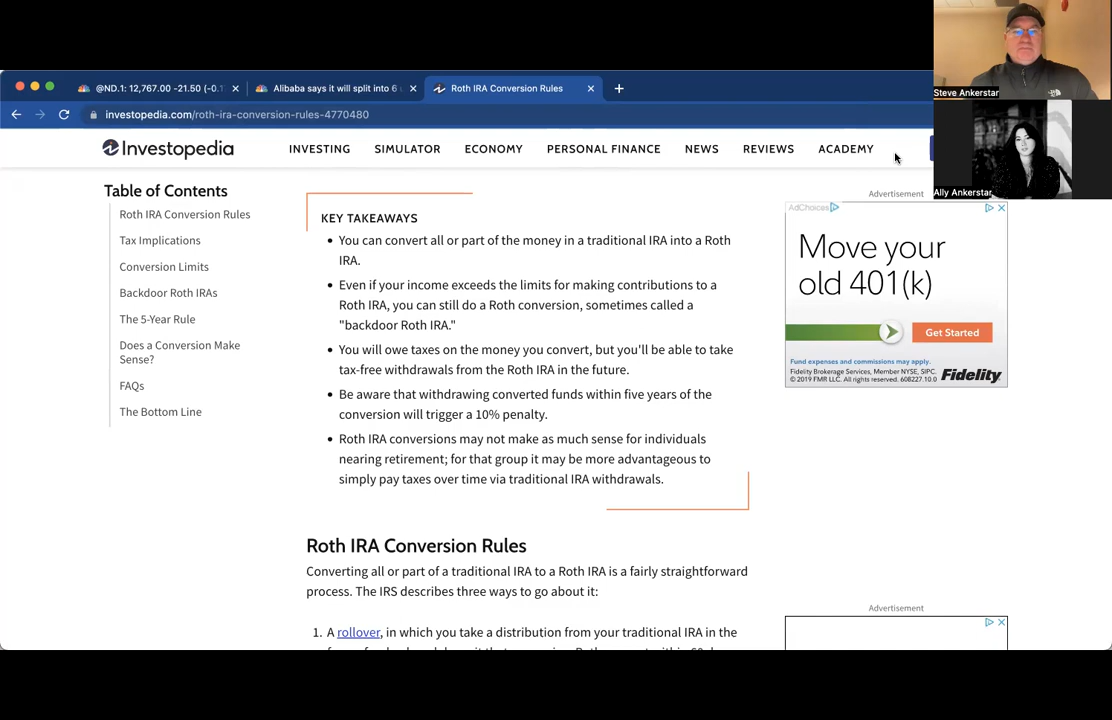 @ND.1: 12,767.00 -21.50 (-0.1
Alibaba says it will split into 6 u
Roth IRA Conversion Rules
investopedia.com/roth-ira-conversion-rules-4770480
Steve Ankerstar
Ally Ankerstar
Investopedia
INVESTING
SIMULATOR
ECONOMY
PERSONAL FINANCE
NEWS
REVIEWS
ACADEMY
Table of Contents
Roth IRA Conversion Rules
Tax Implications
Conversion Limits
Backdoor Roth IRAs
The 5-Year Rule
Does a Conversion Make
Sense?
FAQs
The Bottom Line
KEY TAKEAWAYS
• You can convert all or part of the money in a traditional IRA into a Roth
IRA.
• Even if your income exceeds the limits for making contributions to a
Roth IRA, you can still do a Roth conversion, sometimes called a
"backdoor Roth IRA."
• You will owe taxes on the money you convert, but you'll be able to take
tax-free withdrawals from the Roth IRA in the future.
• Be aware that withdrawing converted funds within five years of the
conversion will trigger a 10% penalty.
• Roth IRA conversions may not make as much sense for individuals
nearing retirement; for that group it may be more advantageous to
simply pay taxes over time via traditional IRA withdrawals.
Roth IRA Conversion Rules
Converting all or part of a traditional IRA to a Roth IRA is a fairly straightforward
process. The IRS describes three ways to go about it:
1. A rollover, in which you take a distribution from your traditional IRA in the
Advertisement
AdChoices
Move your
old 401(k)
Get Started
Fund expenses and commissions may apply.
Fidelity Brokerage Services, Member NYSE, SIPC.
© 2019 FMR LLC. All rights reserved. 608227.10.0
Fidelity
Advertisement